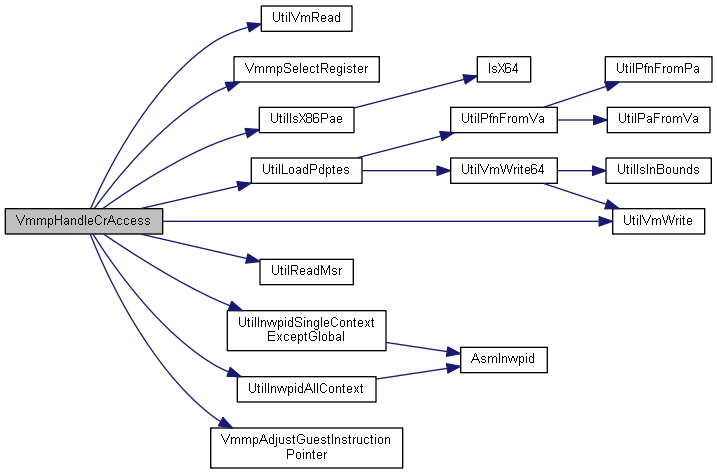 UtilVmRead
VmmpSelectRegister
IsX64
UtilPfnFromPa
UtilIsX86Pae
UtilPfnFromVa
UtilPaFromVa
UtilLoadPdptes
UtilVmWrite64
UtilIsInBounds
VmmpHandleCrAccess
UtilVmWrite
UtilReadMsr
UtilInvvpidSingleContext
ExceptGlobal
AsmInvvpid
UtilInvvpidAllContext
VmmpAdjustGuestInstruction
Pointer